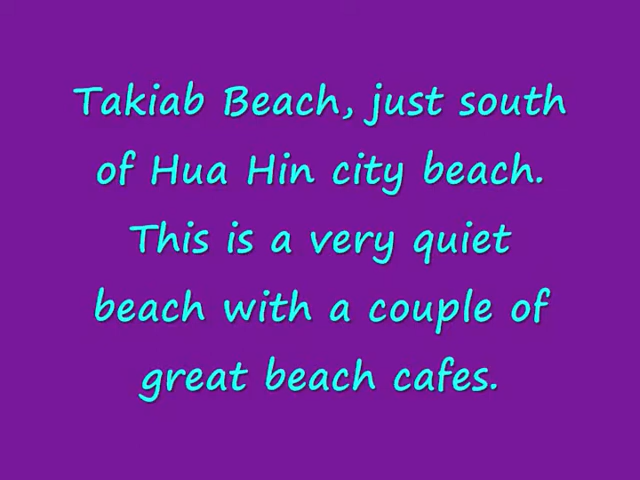 Takiab Beach, just south
of Hua Hin city beach.
This is a very quiet
beach with a couple of
great beach cafes.